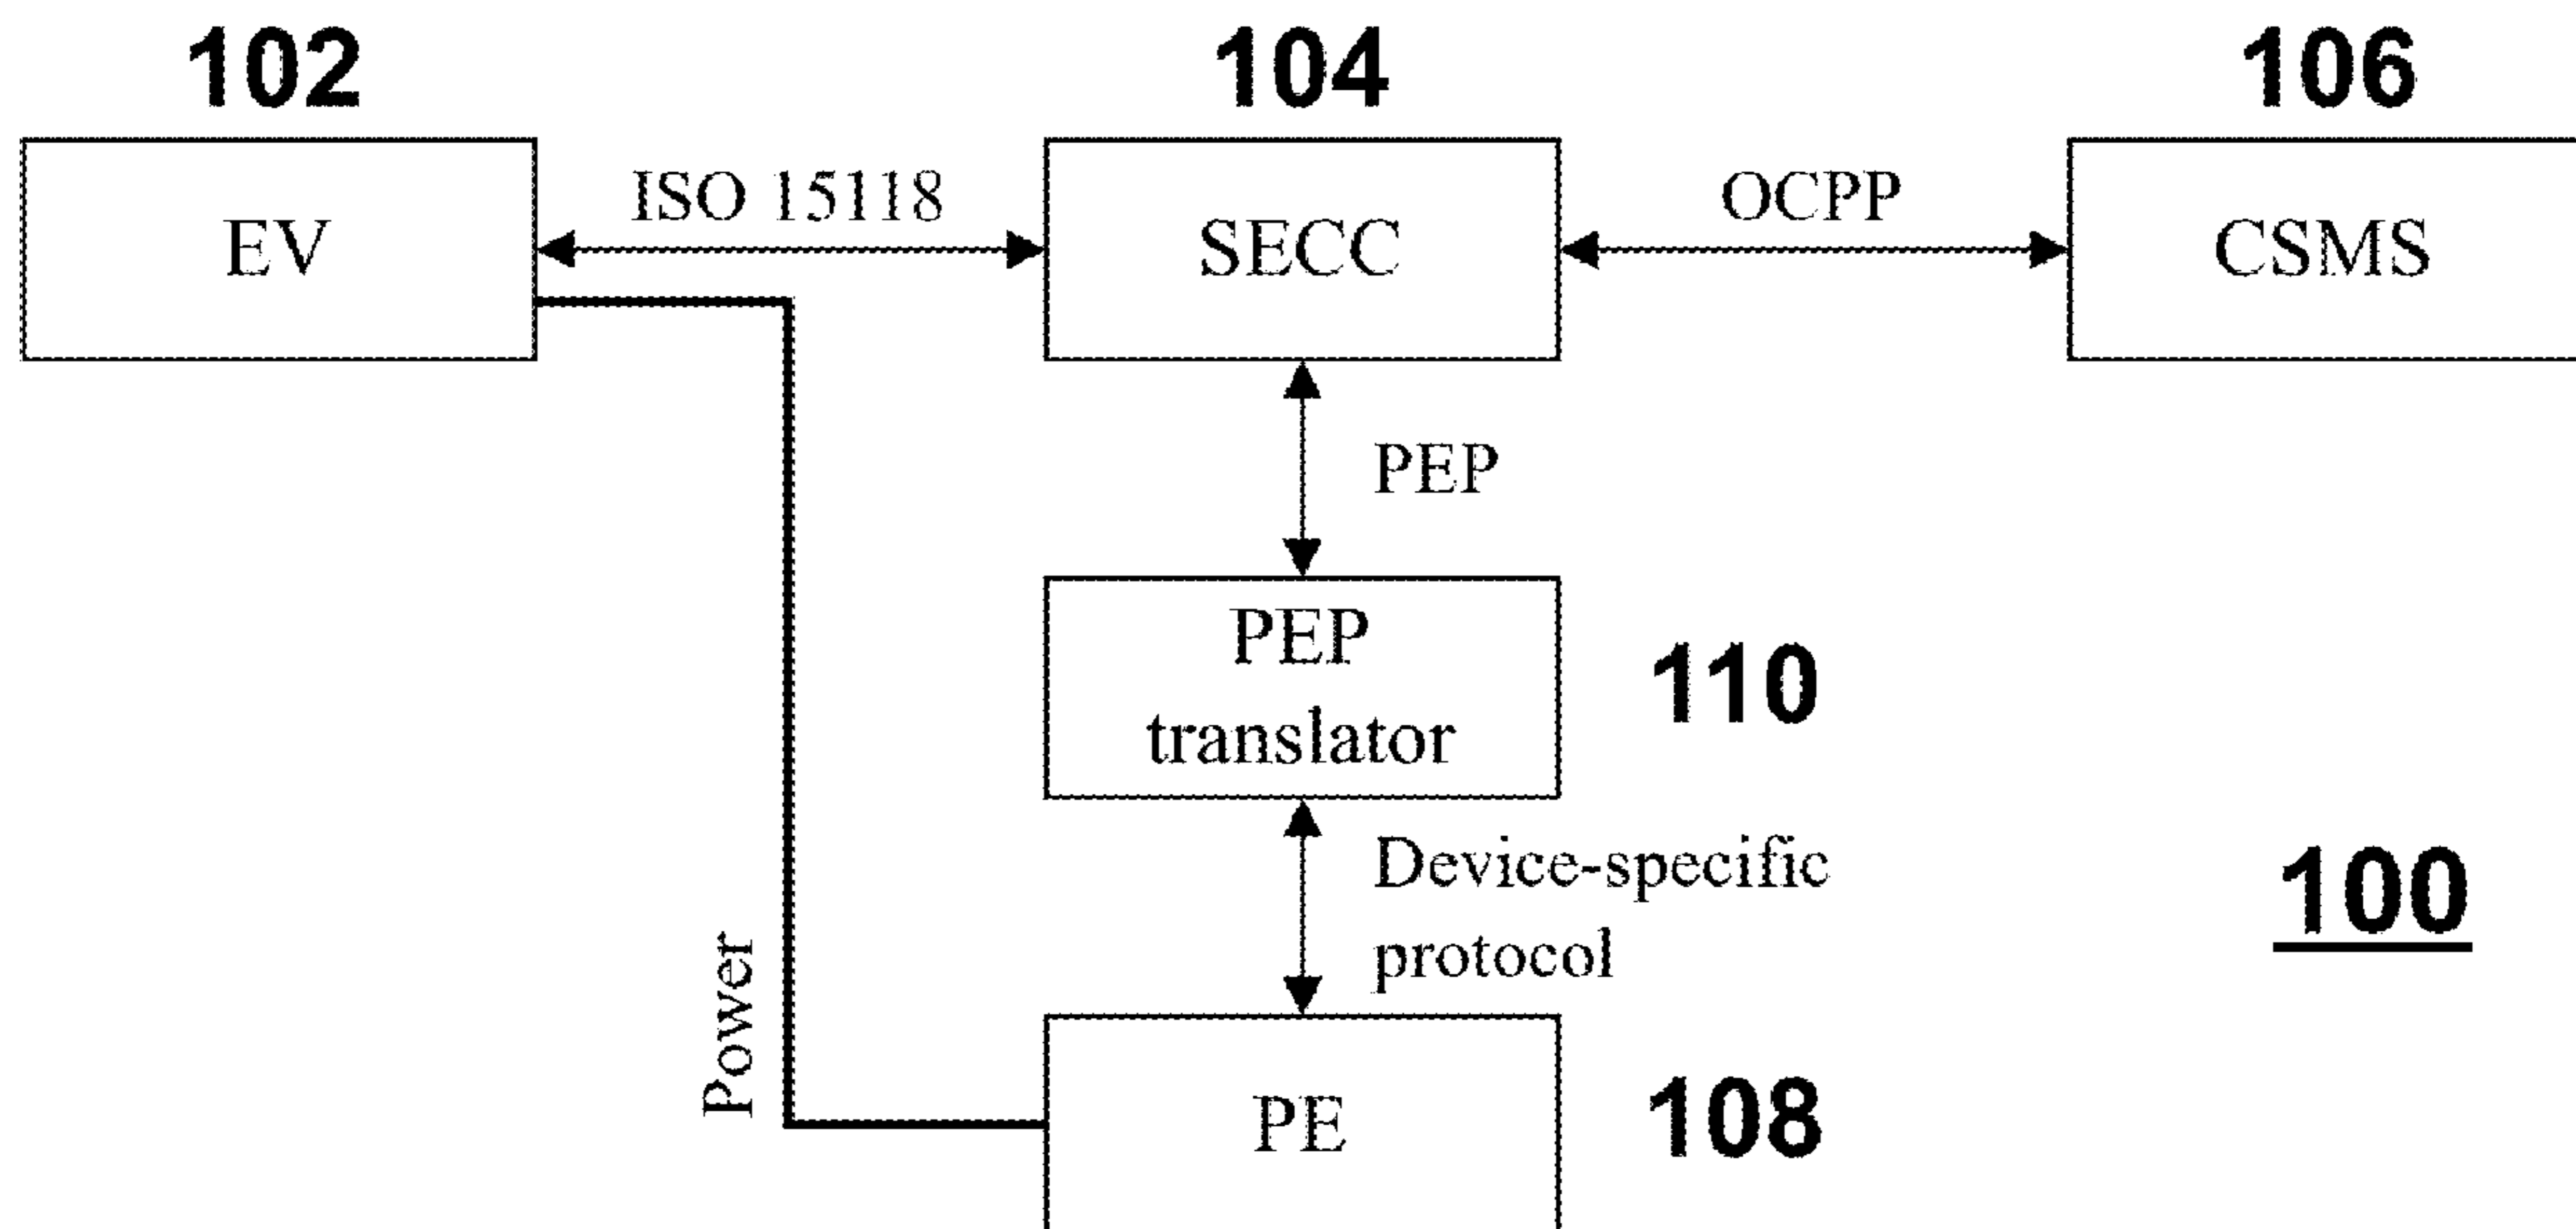 102
104
106
EV
ISO 15118
SECC
OCPP
CSMS
PEP
PEP
translator
110
Device-specific
protocol
100
Power
PE
108